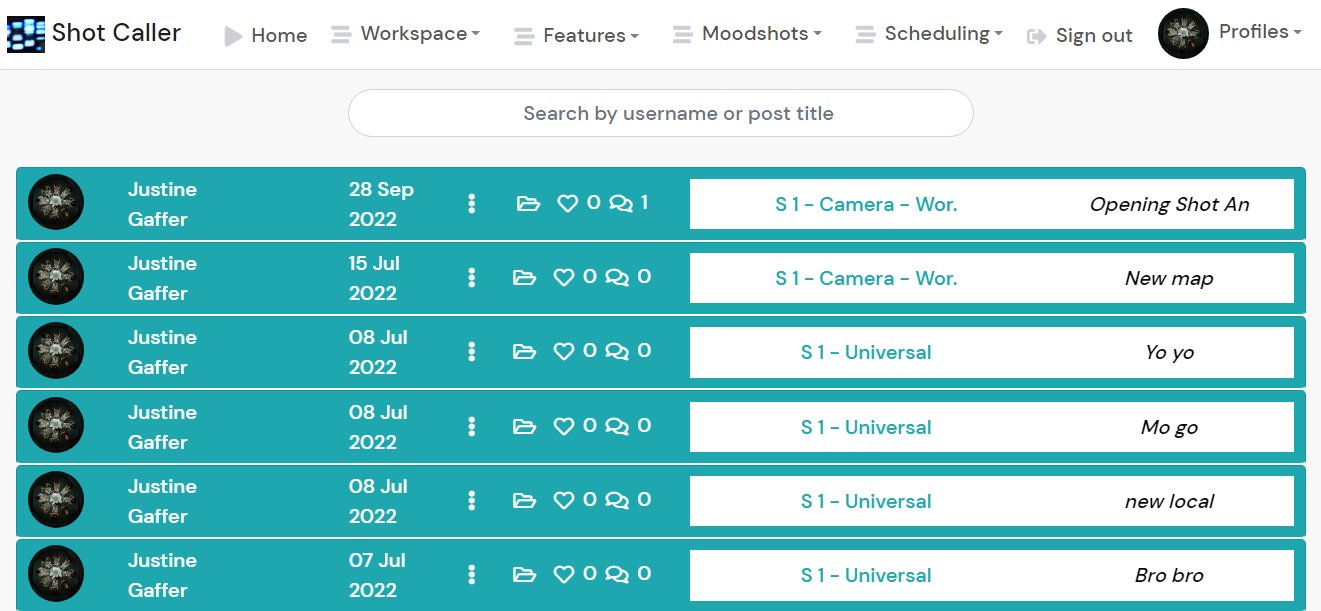 Shot Caller Home Workspace Features Moodshots Scheduling Sign out Profiles
Search by username or post title
Justine Gaffer 28 Sep 2022 0 1 S 1 - Camera - Wor. Opening Shot An
Justine Gaffer 15 Jul 2022 0 0 S 1 - Camera - Wor. New map
Justine Gaffer 08 Jul 2022 0 0 S 1 - Universal Yo yo
Justine Gaffer 08 Jul 2022 0 0 S 1 - Universal Mo go
Justine Gaffer 08 Jul 2022 0 0 S 1 - Universal new local
Justine Gaffer 07 Jul 2022 0 0 S 1 - Universal Bro bro